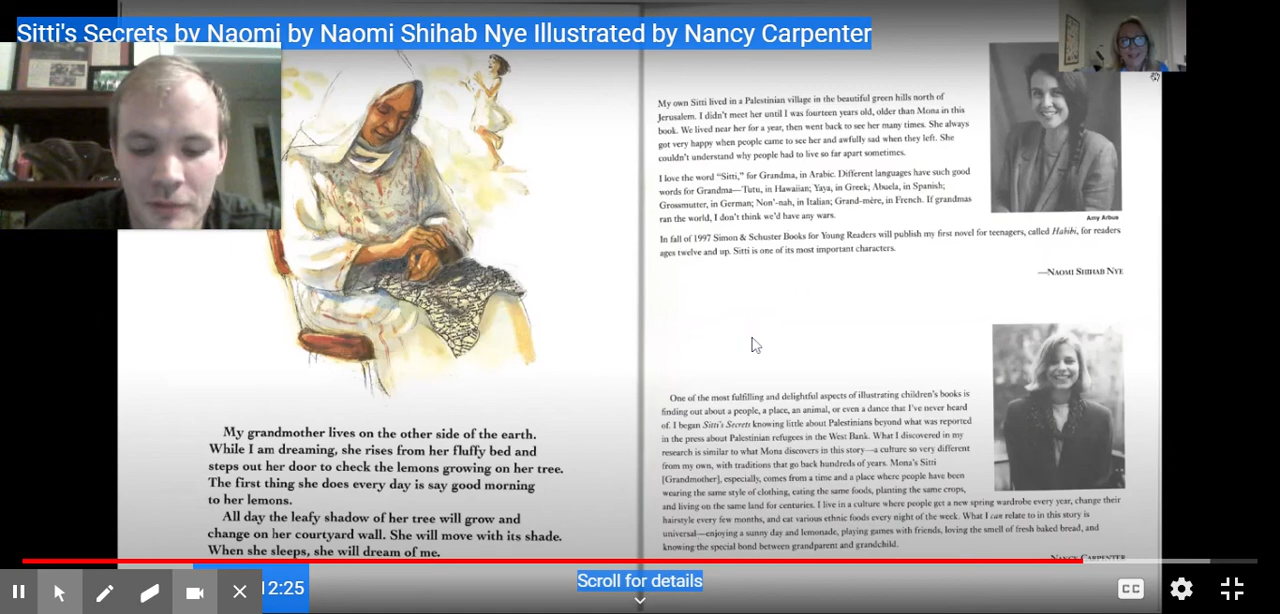 Sitti's Secrets by Naomi by Naomi Shihab Nye Illustrated by Nancy Carpenter
My grandmother lives on the other side of the earth.
While I am dreaming, she rises from her fluffy bed and
steps out her door to check the lemons growing on her tree.
The first thing she does every day is say good morning
to her lemons.
All day the leafy shadow of her tree will grow and
change on her courtyard wall. She will move with its shade.
When she sleeps, she will dream of me.
My own Sitti lived in a Palestinian village in the beautiful green hills north of
Jerusalem. I didn't meet her until I was fourteen years old, older than Mona in this
book. We lived near her for a year, then went back to see her many times. She always
got very happy when people came to see her and awfully sad when they left. She
couldn't understand why people had to live so far apart sometimes.
I love the word "Sitti," for Grandma, in Arabic. Different languages have such good
words for Grandma—Tutu, in Hawaiian; Yaya, in Greek; Abuela, in Spanish;
Grossmutter, in German; Non'-nah, in Italian; Grand-mère, in French. If grandmas
ran the world, I don't think we'd have any wars.
In fall of 1997 Simon & Schuster Books for Young Readers will publish my first novel for teenagers, called Habibi, for readers
ages twelve and up. Sitti is one of its most important characters.
—NAOMI SHIHAB NYE
Amy Arbus
One of the most fulfilling and delightful aspects of illustrating children's books is
finding out about a people, a place, an animal, or even a dance that I've never heard
of. I began Sitti's Secrets knowing little about Palestinians beyond what was reported
in the press about Palestinian refugees in the West Bank. What I discovered in my
research is similar to what Mona discovers in this story—a culture so very different
from my own, with traditions that go back hundreds of years. Mona's Sitti
[Grandmother], especially, comes from a time and a place where people have been
wearing the same style of clothing, eating the same foods, planting the same crops,
and living on the same land for centuries. I live in a culture where people get a new spring wardrobe every year, change their
hairstyle every few months, and eat various ethnic foods every night of the week. What I can relate to in this story is
universal—enjoying a sunny day and lemonade, playing games with friends, loving the smell of fresh baked bread, and
knowing the special bond between grandparent and grandchild.
NANCY CARPENTER
12:25
Scroll for details
CC